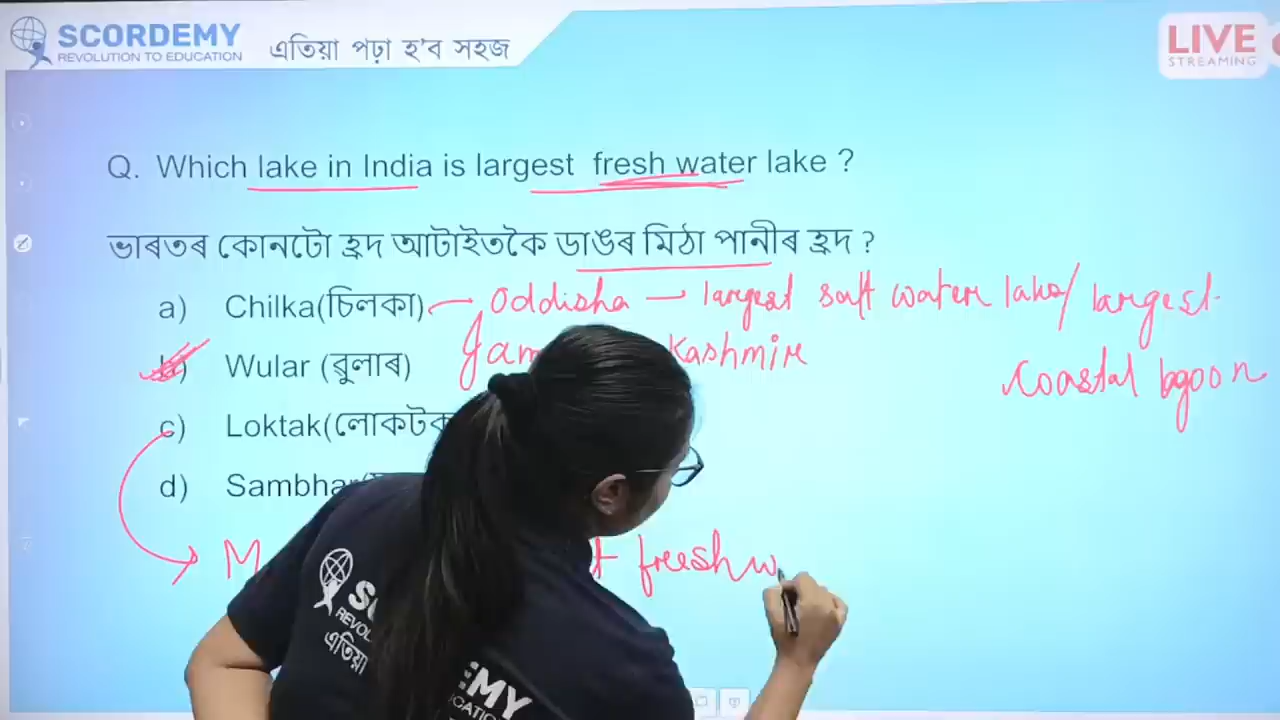 SCORDEMY
REVOLUTION TO EDUCATION
এতিয়া পঢ়া হ'ব সহজ
LIVE
STREAMING
Q. Which lake in India is largest fresh water lake ?
ভাৰতৰ কোনটো হ্ৰদ আটাইতকৈ ডাঙৰ মিঠা পানীৰ হ্ৰদ ?
a) Chilka(চিলকা) Oddisha — largest salt water lake/ largest
coastal lagoon
b) Wular (ৱুলাৰ) Kashmir
c) Loktak(লোকটক
d) Sambhar
freshw
REVOL
এতিয়া